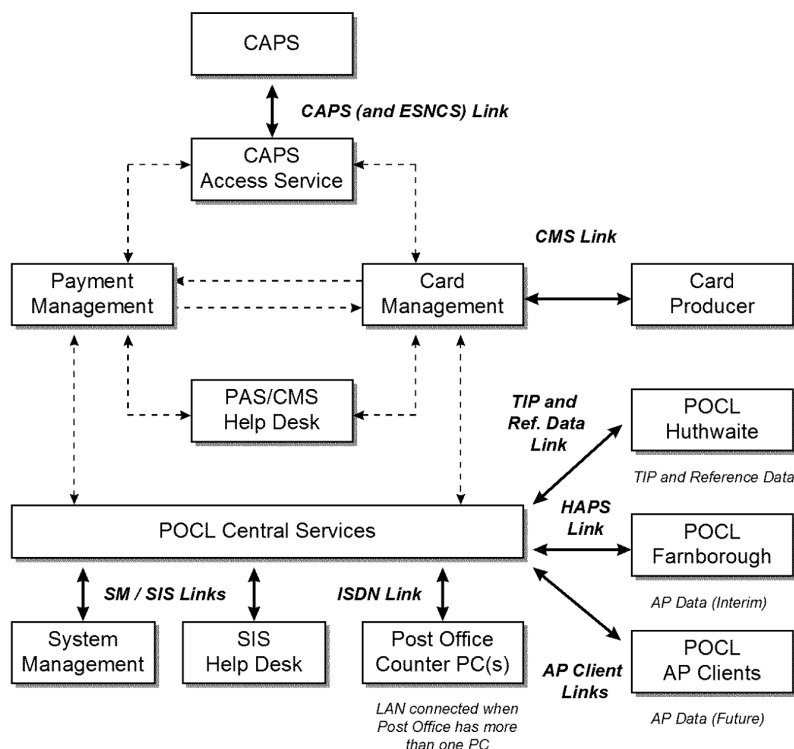 CAPS
CAPS (and ESNCS) Link
CAPS
Access Service
CMS Link
Payment
Management
Card
Management
Card
Producer
PAS/CMS
Help Desk
TIP and
Ref. Data
Link
POCL
Huthwaite
TIP and Reference Data
POCL Central Services
HAPS
Link
POCL
Farnborough
AP Data (Interim)
SM / SIS Links
ISDN Link
System
Management
SIS
Help Desk
Post Office
Counter PC(s)
LAN connected when
Post Office has more
than one PC
AP Client
Links
POCL
AP Clients
AP Data (Future)